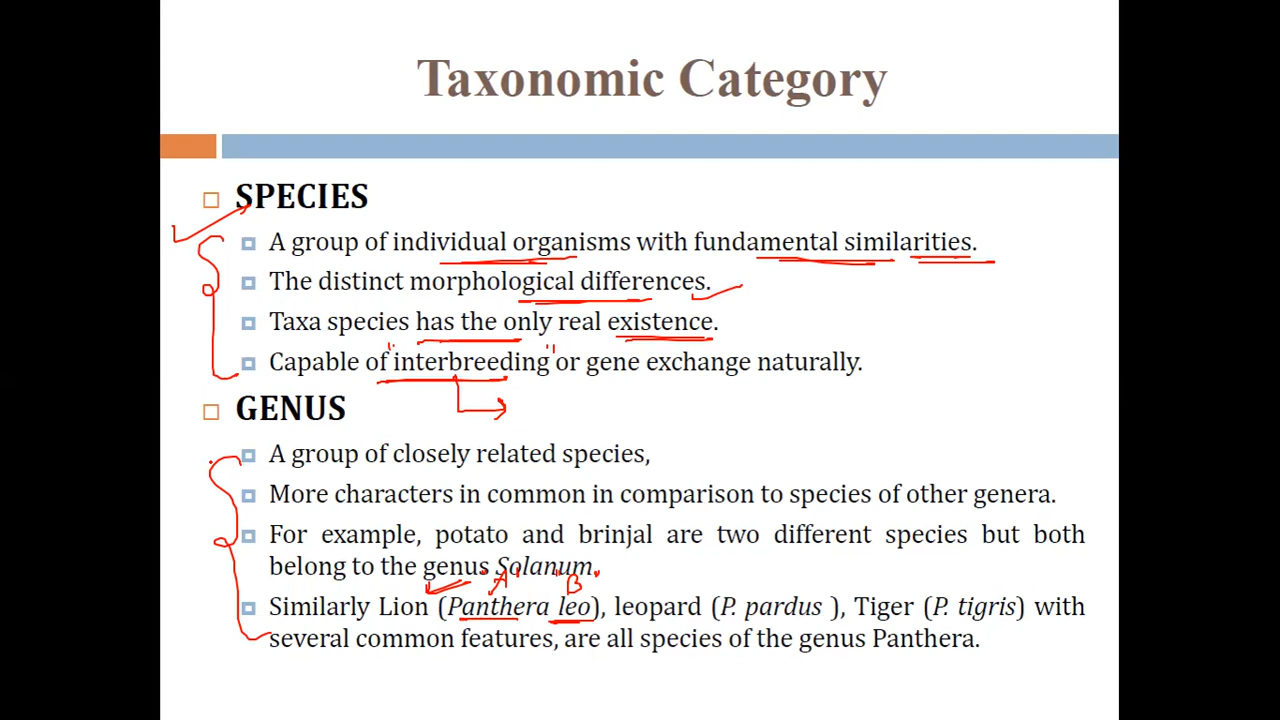 Taxonomic Category
SPECIES
A group of individual organisms with fundamental similarities.
The distinct morphological differences.
Taxa species has the only real existence.
Capable of "interbreeding" or gene exchange naturally.
GENUS
A group of closely related species,
More characters in common in comparison to species of other genera.
For example, potato and brinjal are two different species but both
belong to the genus Solanum.
"A" "B"
Similarly Lion (Panthera leo), leopard (P. pardus ), Tiger (P. tigris) with
several common features, are all species of the genus Panthera.